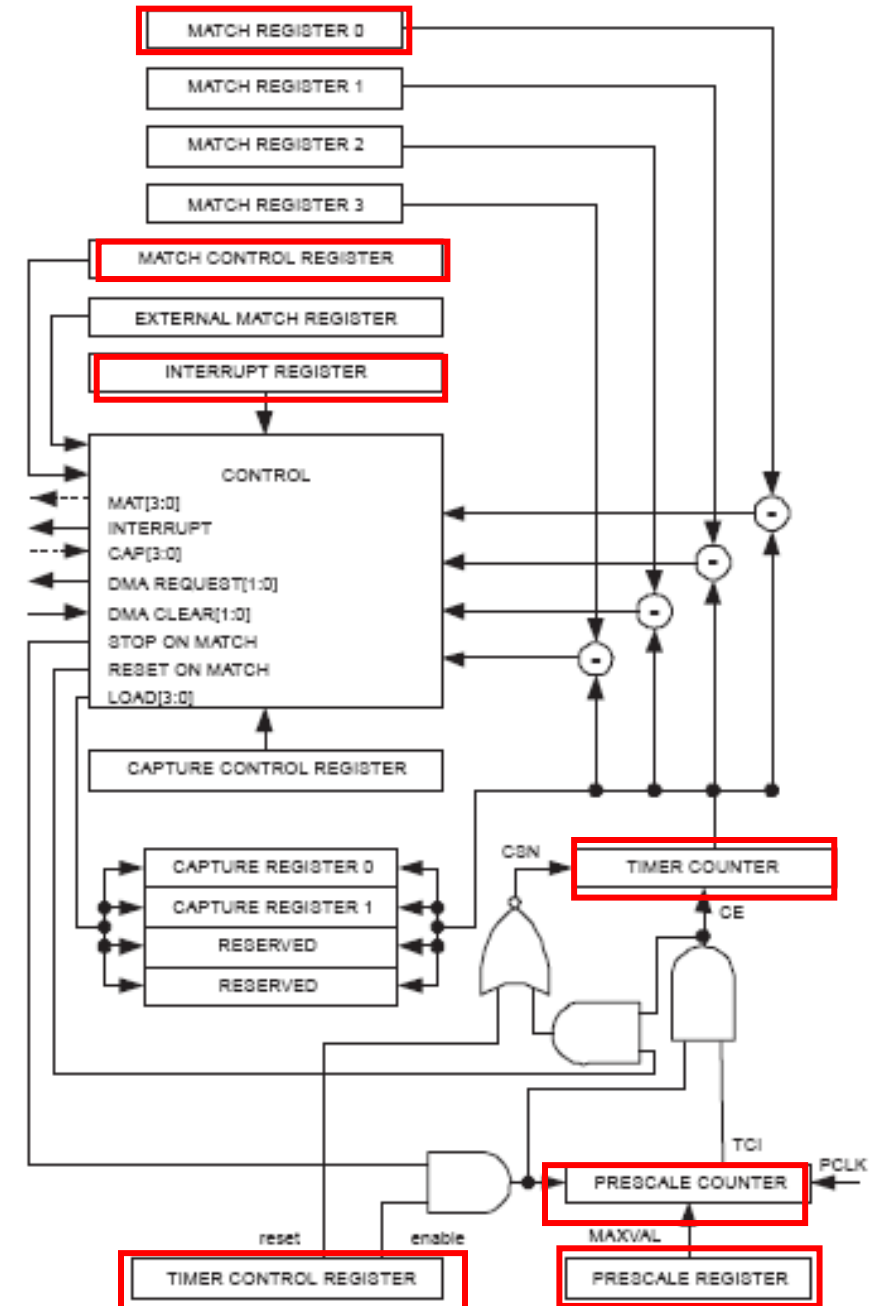 MATCH REGISTER 0
MATCH REGISTER 1
MATCH REGISTER 2
MATCH REGISTER 3
MATCH CONTROL REGISTER
EXTERNAL MATCH REGISTER
INTERRUPT REGISTER
CONTROL
MAT[3:0]
INTERRUPT
CAP[3:0]
DMA REQUEST[1:0]
DMA CLEAR[1:0]
STOP ON MATCH
RESET ON MATCH
LOAD[3:0]
-
-
-
-
CAPTURE CONTROL REGISTER
CSN
TIMER COUNTER
CE
CAPTURE REGISTER 0
CAPTURE REGISTER 1
RESERVED
RESERVED
TCI
PCLK
PRESCALE COUNTER
reset
enable
MAXVAL
TIMER CONTROL REGISTER
PRESCALE REGISTER